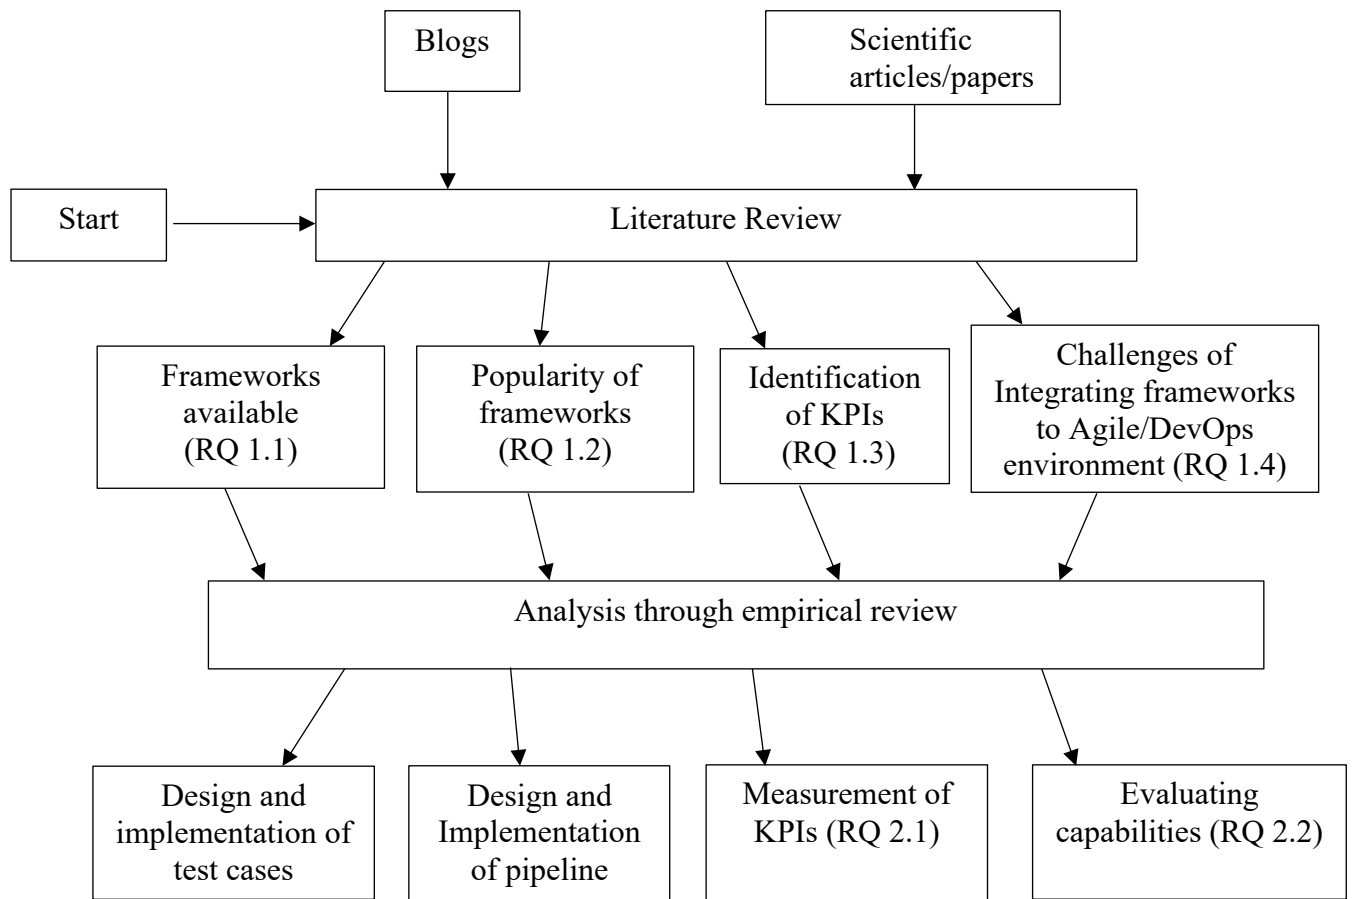 Blogs
Scientific
articles/papers
Start
Literature Review
Frameworks
available
(RQ 1.1)
Popularity of
frameworks
(RQ 1.2)
Identification
of KPIs
(RQ 1.3)
Challenges of
Integrating frameworks
to Agile/DevOps
environment (RQ 1.4)
Analysis through empirical review
Design and
implementation of
test cases
Design and
Implementation
of pipeline
Measurement of
KPIs (RQ 2.1)
Evaluating
capabilities (RQ 2.2)